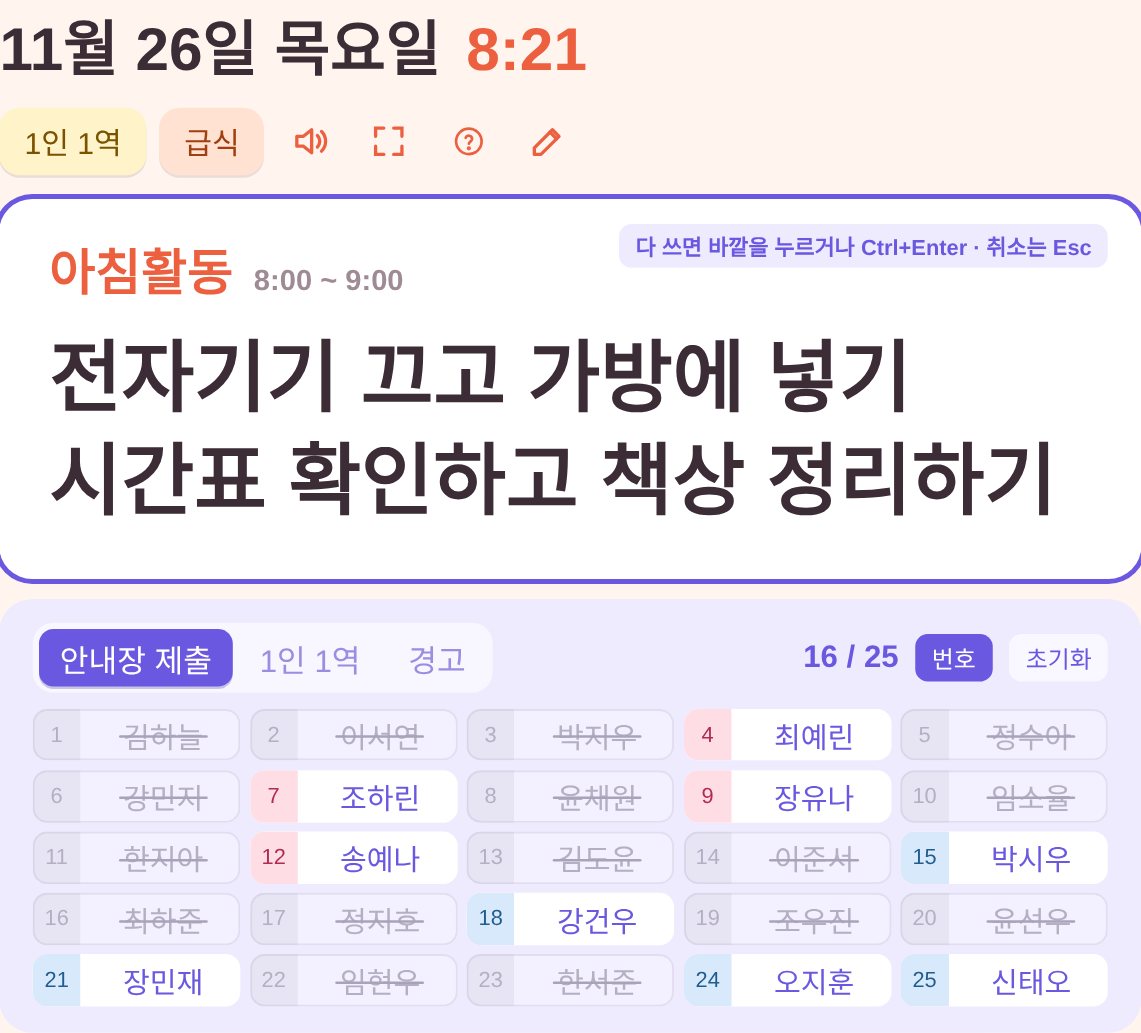 11월 26일 목요일 8:21
1인 1역 급식
아침활동 8:00 ~ 9:00 다 쓰면 바깥을 누르거나 Ctrl+Enter · 취소는 Esc
전자기기 끄고 가방에 넣기
시간표 확인하고 책상 정리하기
안내장 제출 1인 1역 경고 16 / 25 번호 초기화
1 김하늘 2 이서연 3 박지우 4 최예린 5 정수아
6 강민지 7 조하린 8 윤채원 9 장유나 10 임소율
11 한지아 12 송예나 13 김도윤 14 이준서 15 박시우
16 최하준 17 정지호 18 강건우 19 조우진 20 윤선우
21 장민재 22 임현우 23 한서준 24 오지훈 25 신태오